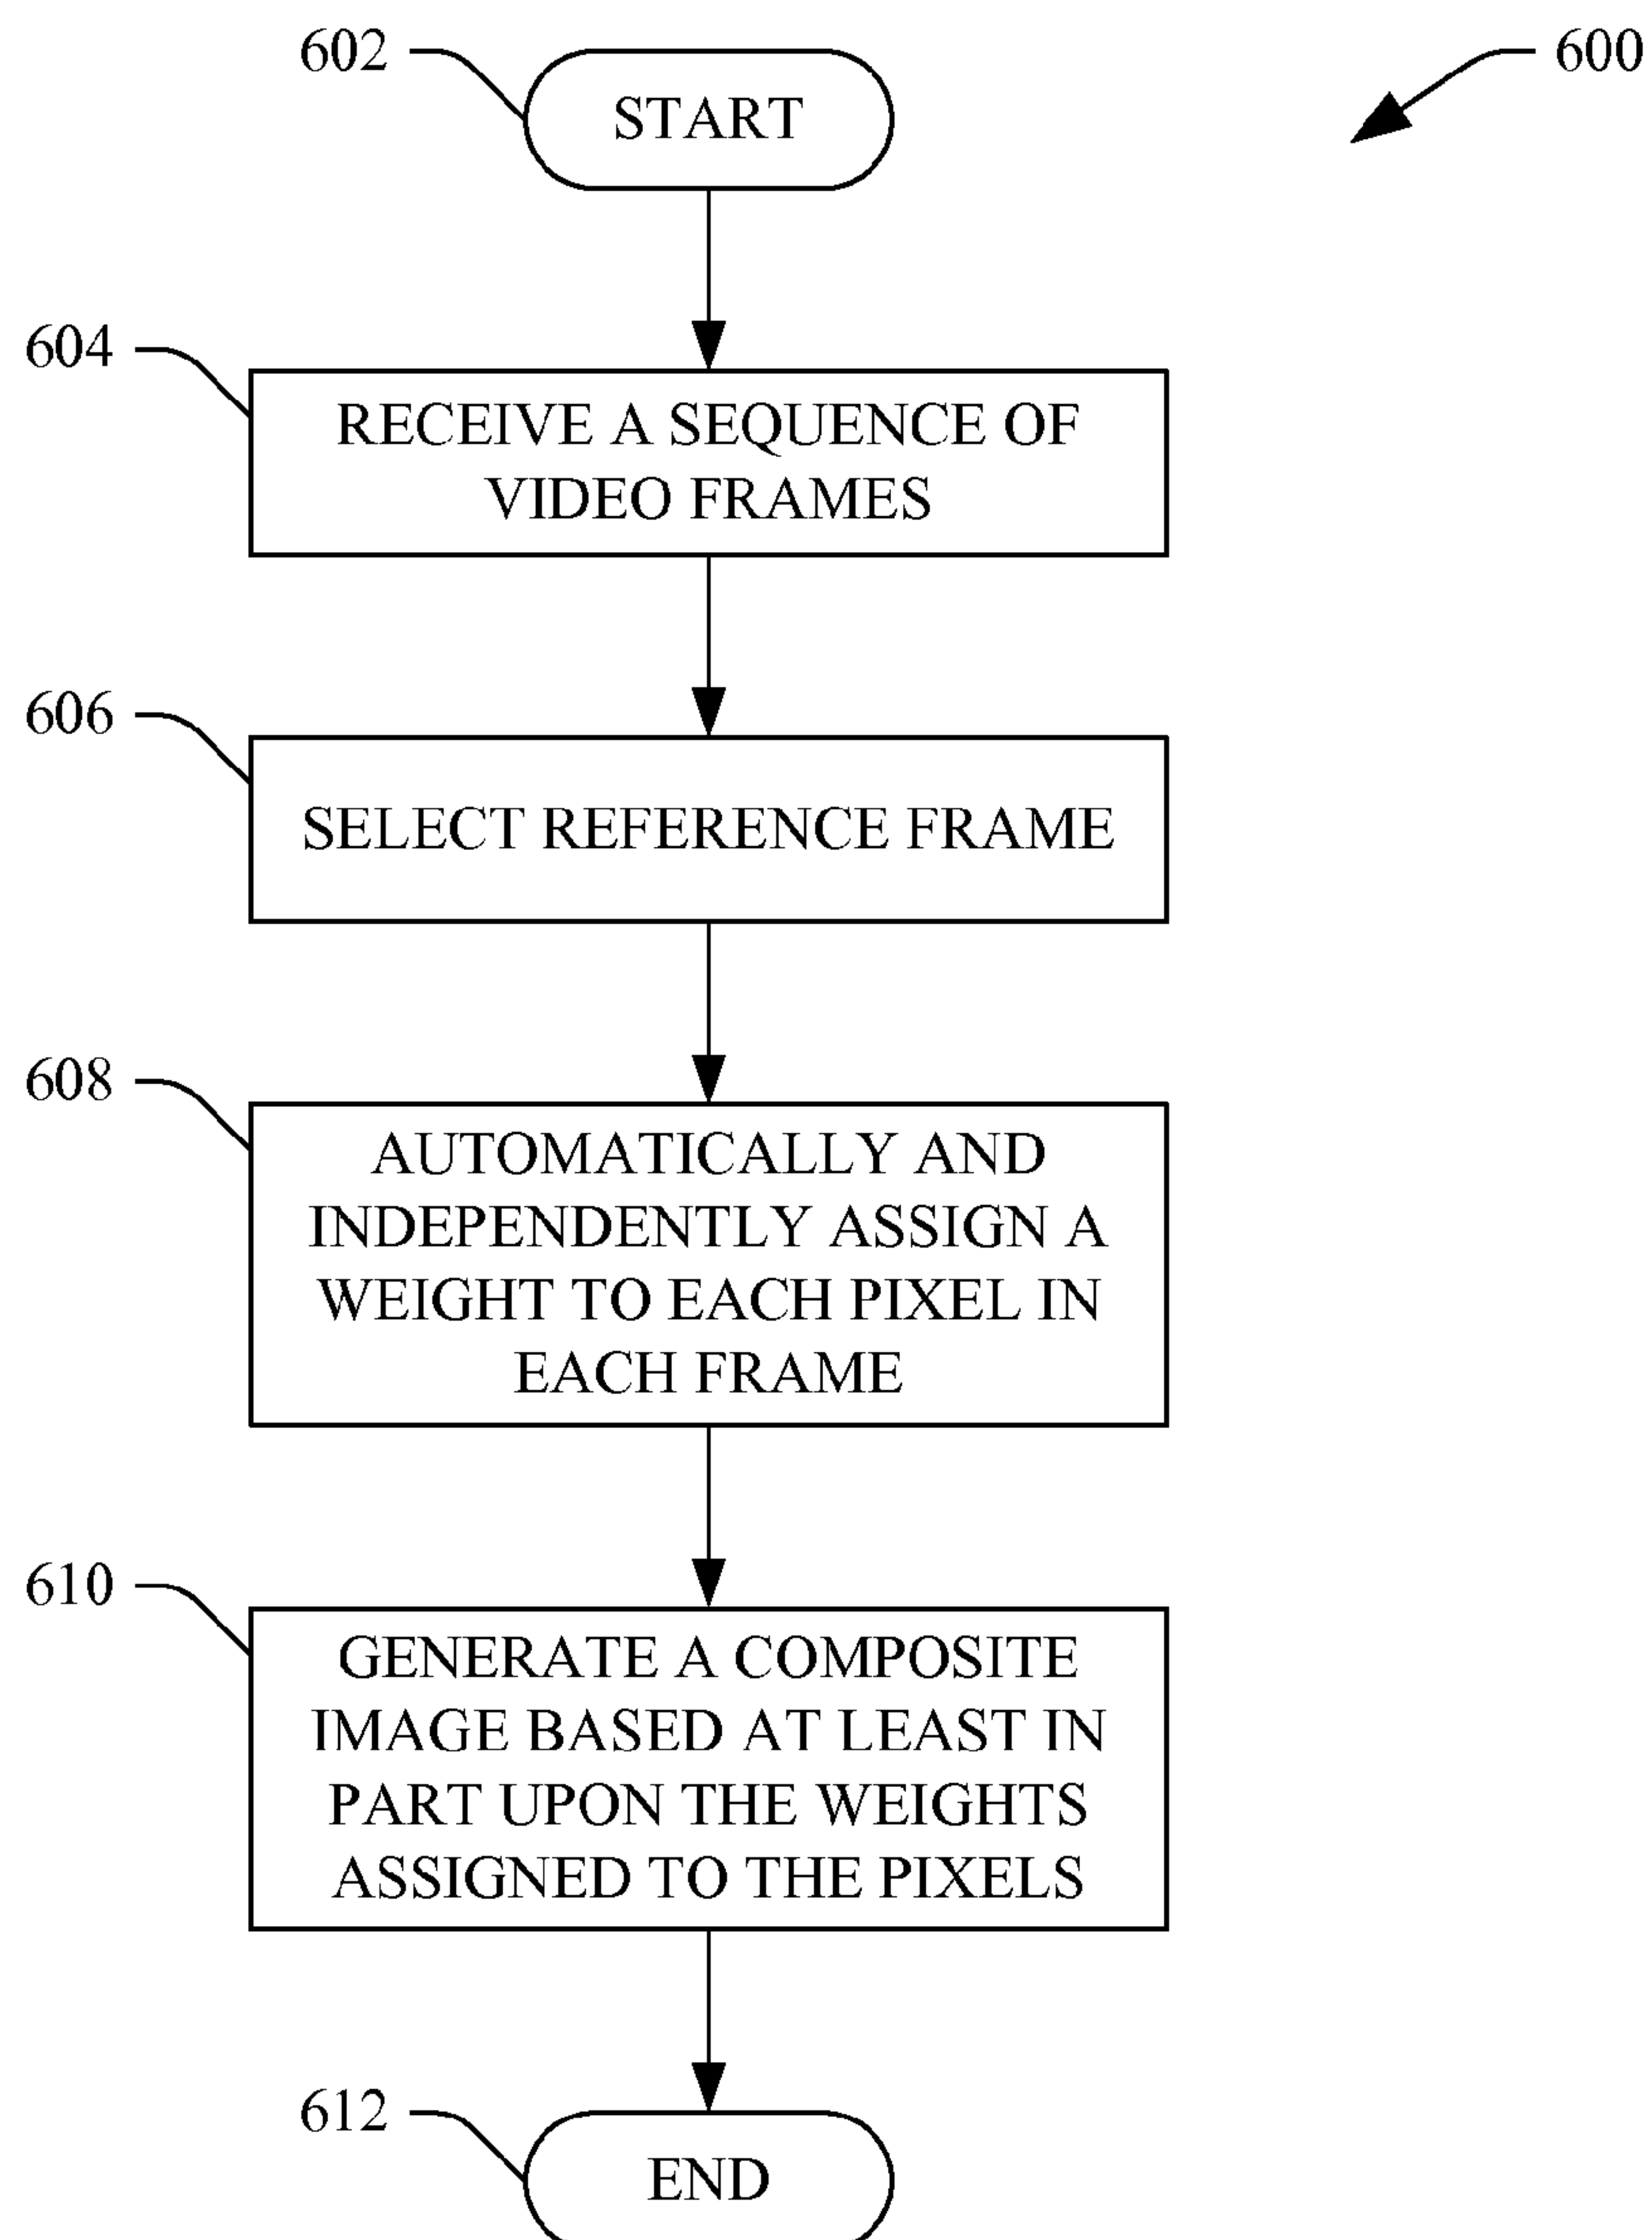 602
START
600
604
RECEIVE A SEQUENCE OF
VIDEO FRAMES
606
SELECT REFERENCE FRAME
608
AUTOMATICALLY AND
INDEPENDENTLY ASSIGN A
WEIGHT TO EACH PIXEL IN
EACH FRAME
610
GENERATE A COMPOSITE
IMAGE BASED AT LEAST IN
PART UPON THE WEIGHTS
ASSIGNED TO THE PIXELS
612
END